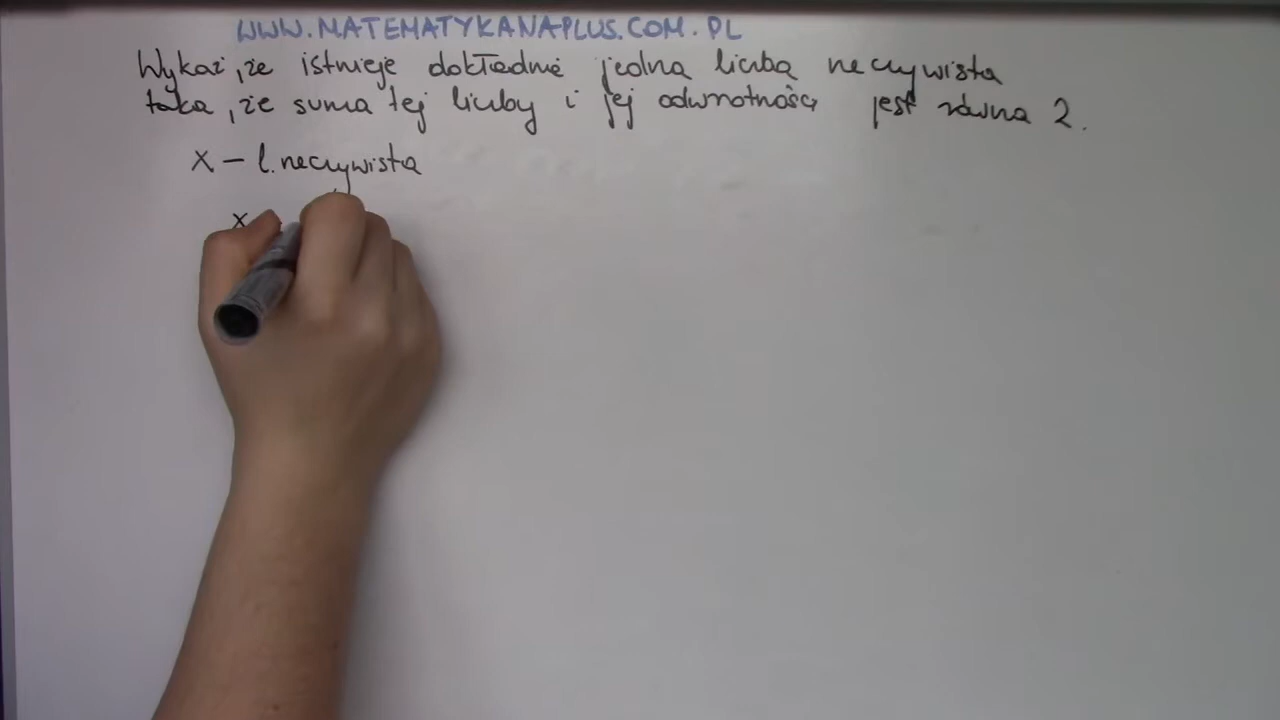 WWW.MATEMATYKANAPLUS.COM.PL
Wykaż, że istnieje dokładnie jedna liczba rzeczywista
taka, że suma tej liczby i jej odwrotności jest równa 2.
X – l. rzeczywista
x